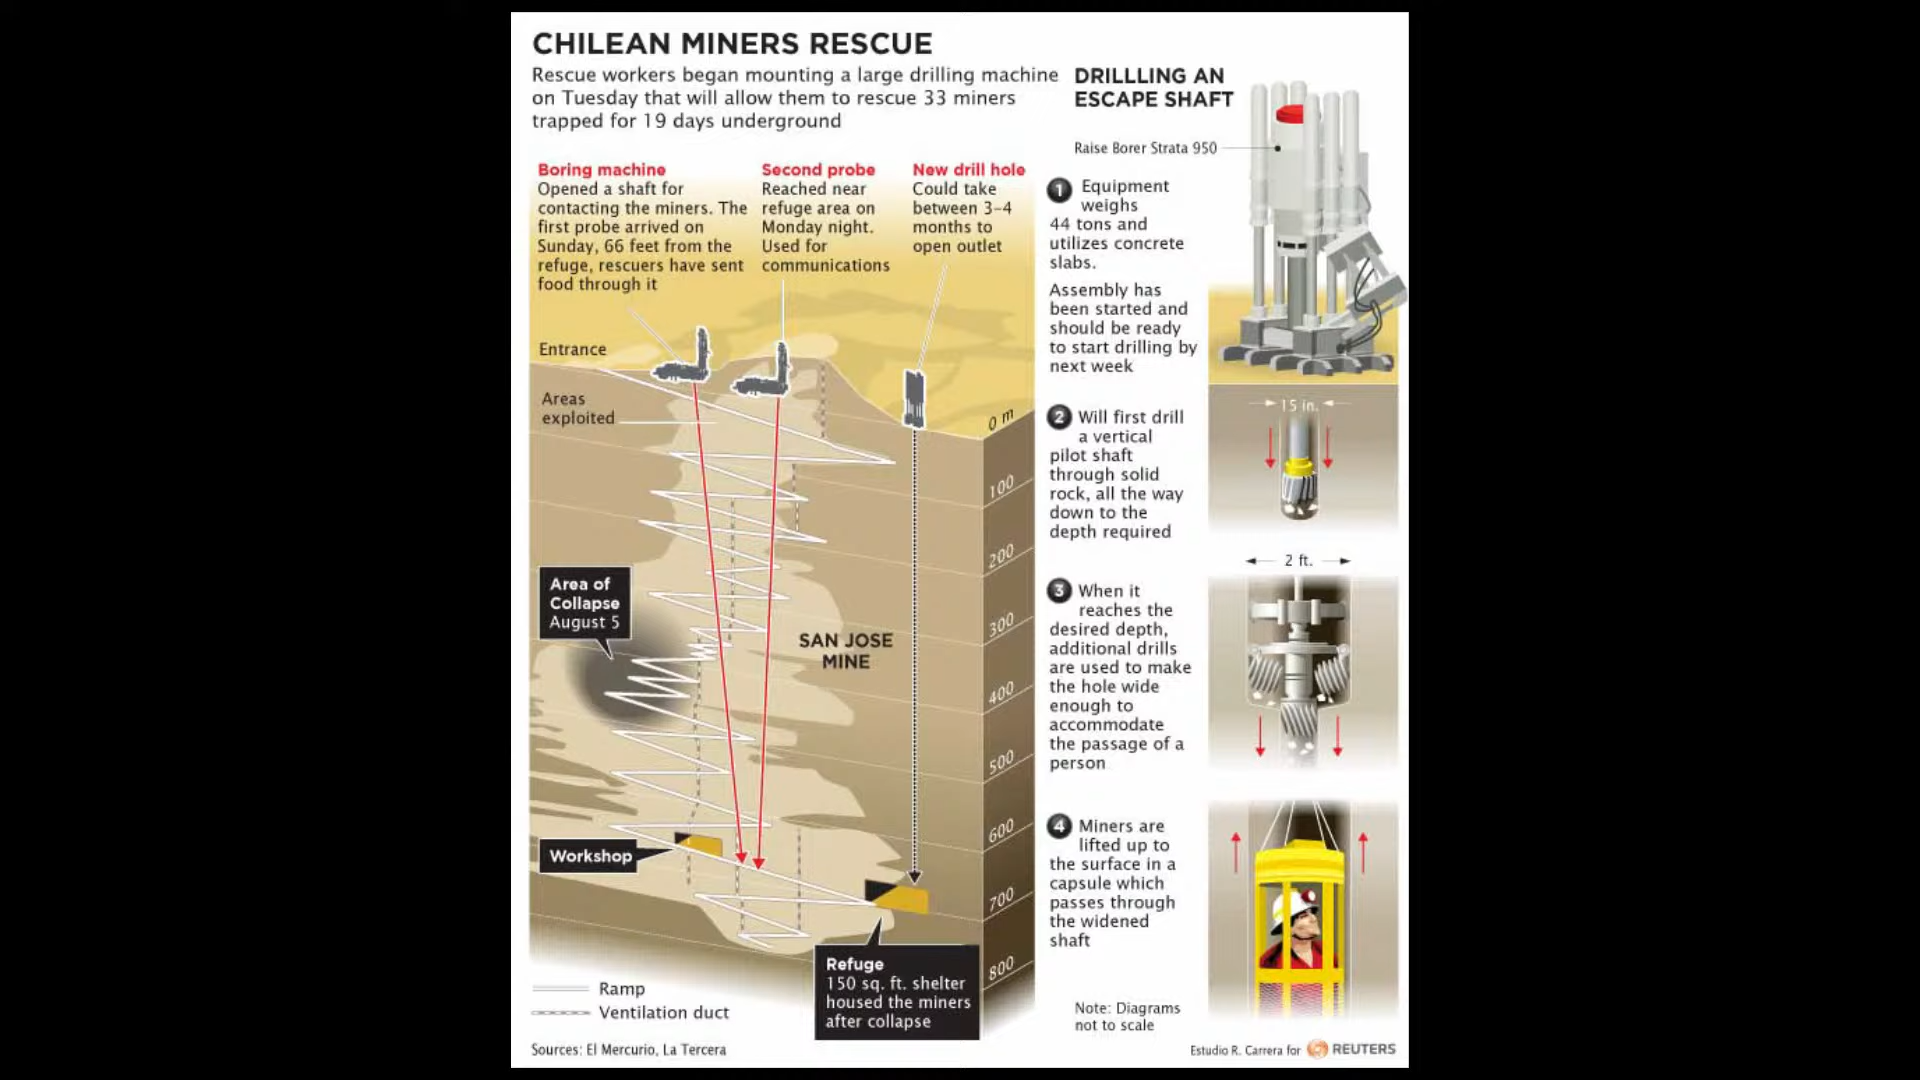 CHILEAN MINERS RESCUE
Rescue workers began mounting a large drilling machine
on Tuesday that will allow them to rescue 33 miners
trapped for 19 days underground
Boring machine
Opened a shaft for
contacting the miners. The
first probe arrived on
Sunday, 66 feet from the
refuge, rescuers have sent
food through it
Second probe
Reached near
refuge area on
Monday night.
Used for
communications
New drill hole
Could take
between 3-4
months to
open outlet
Entrance
Areas
exploited
0 m
100
200
300
400
500
600
700
800
Area of
Collapse
August 5
SAN JOSE
MINE
Workshop
Refuge
150 sq. ft. shelter
housed the miners
after collapse
Ramp
Ventilation duct
Sources: El Mercurio, La Tercera
DRILLLING AN
ESCAPE SHAFT
Raise Borer Strata 950
1 Equipment
weighs
44 tons and
utilizes concrete
slabs.
Assembly has
been started and
should be ready
to start drilling by
next week
15 in.
2 Will first drill
a vertical
pilot shaft
through solid
rock, all the way
down to the
depth required
2 ft.
3 When it
reaches the
desired depth,
additional drills
are used to make
the hole wide
enough to
accommodate
the passage of a
person
4 Miners are
lifted up to
the surface in a
capsule which
passes through
the widened
shaft
Note: Diagrams
not to scale
Estudio R. Carrera for REUTERS